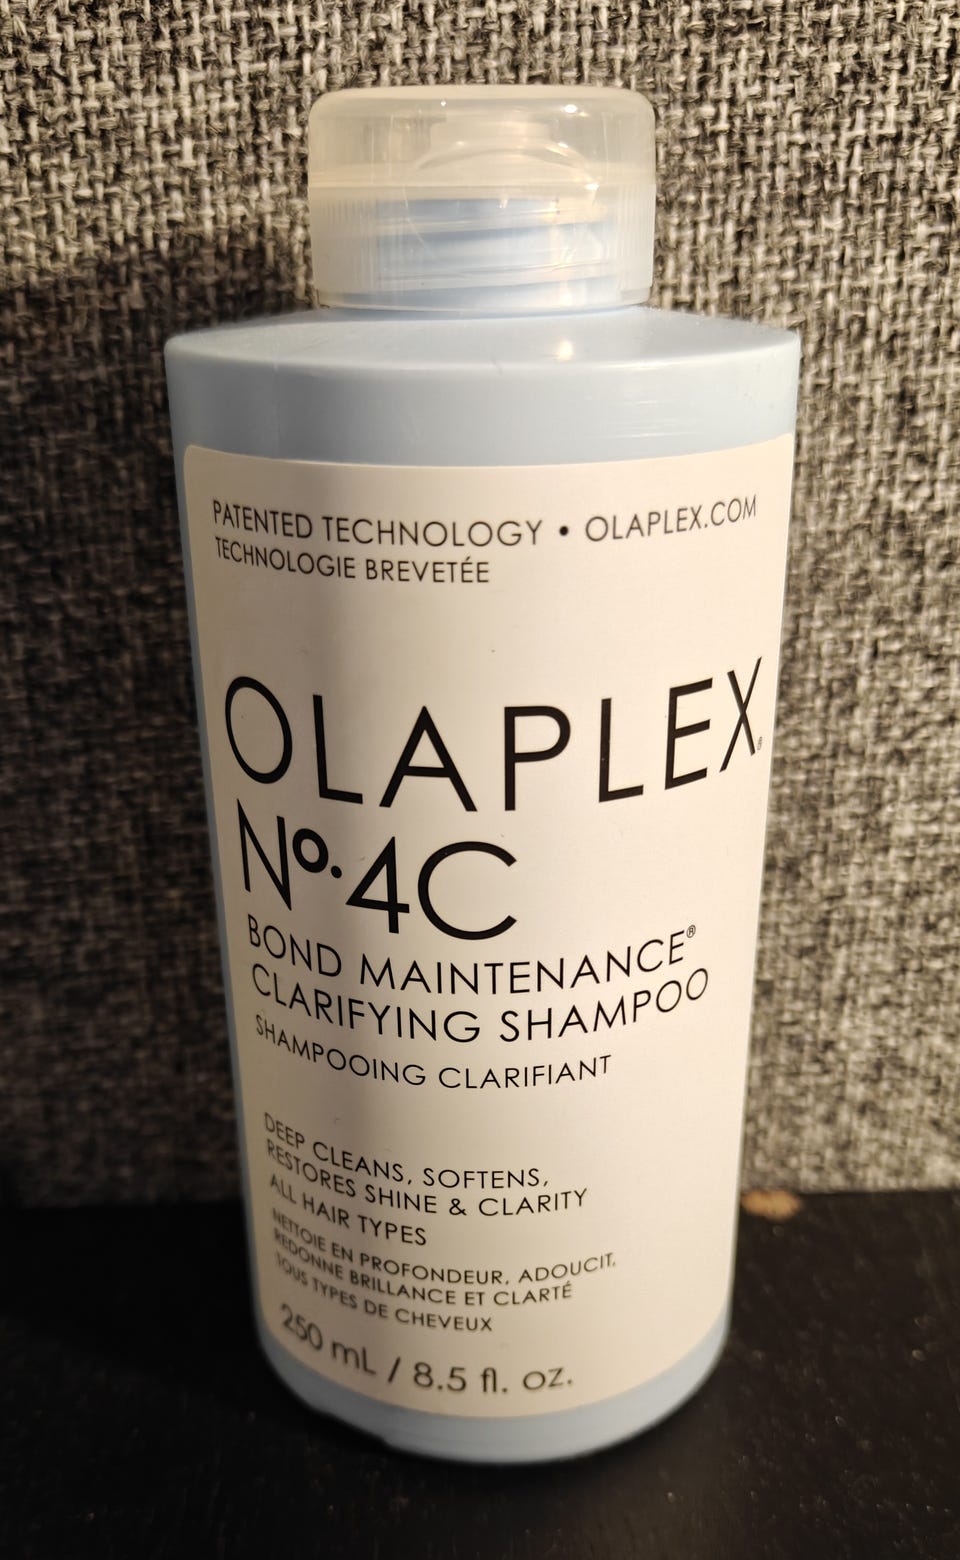 PATENTED TECHNOLOGY • OLAPLEX.COM
TECHNOLOGIE BREVETÉE
OLAPLEX®
Nº.4C
BOND MAINTENANCE®
CLARIFYING SHAMPOO
SHAMPOOING CLARIFIANT
DEEP CLEANS, SOFTENS,
RESTORES SHINE & CLARITY
ALL HAIR TYPES
NETTOIE EN PROFONDEUR, ADOUCIT,
REDONNE BRILLANCE ET CLARTÉ
TOUS TYPES DE CHEVEUX
250 mL / 8.5 fl. oz.